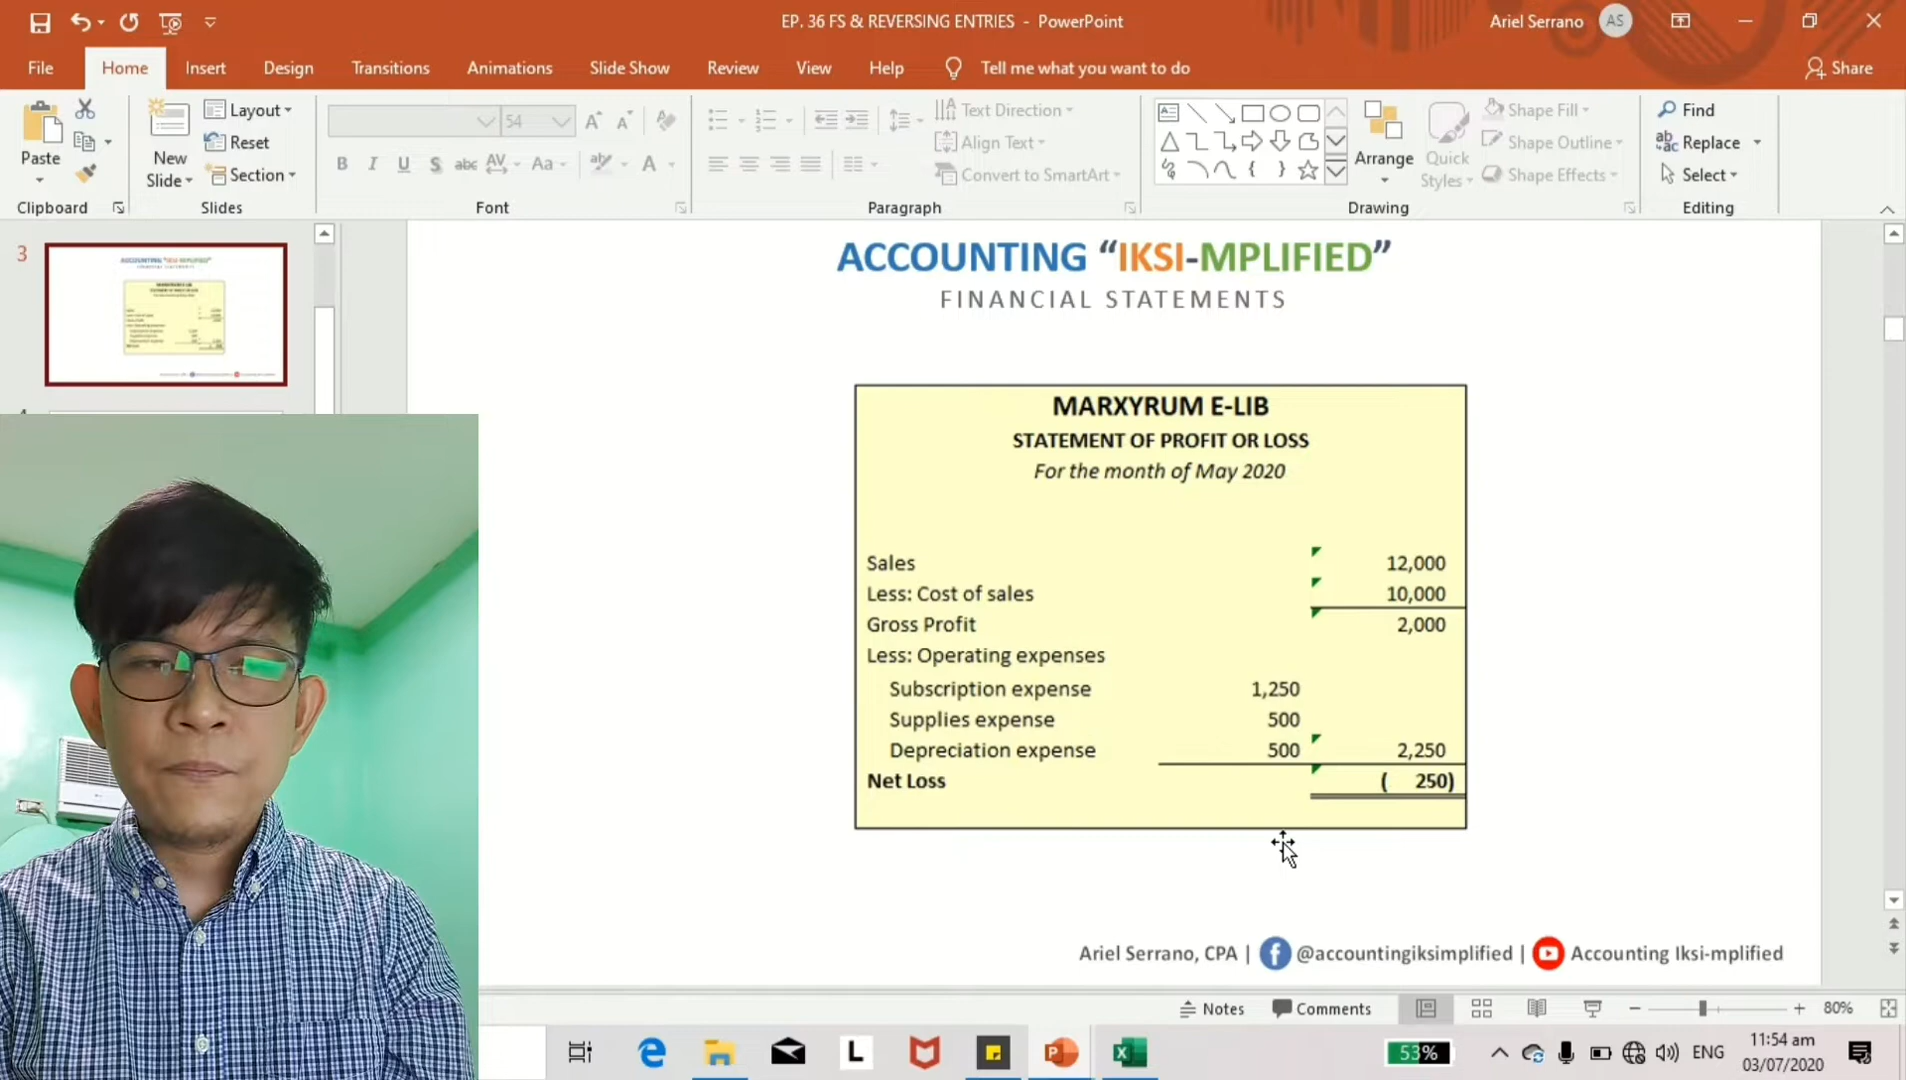 EP. 36 FS & REVERSING ENTRIES - PowerPoint
Ariel Serrano AS
File Home Insert Design Transitions Animations Slide Show Review View Help Tell me what you want to do Share
Paste
Clipboard
New
Slide
Layout
Reset
Section
Slides
54
B I U S abc AV Aa A
Font
Text Direction
Align Text
Convert to SmartArt
Paragraph
Arrange
Quick
Styles
Shape Fill
Shape Outline
Shape Effects
Drawing
Find
Replace
Select
Editing
3
ACCOUNTING “IKSI-MPLIFIED”
FINANCIAL STATEMENTS
MARXYRUM E-LIB
STATEMENT OF PROFIT OR LOSS
For the month of May 2020
Sales 12,000
Less: Cost of sales 10,000
Gross Profit 2,000
Less: Operating expenses
Subscription expense 1,250
Supplies expense 500
Depreciation expense 500 2,250
Net Loss ( 250)
Ariel Serrano, CPA | @accountingiksimplified | Accounting Iksi-mplified
Notes Comments 80%
L
53%
ENG
11:54 am
03/07/2020